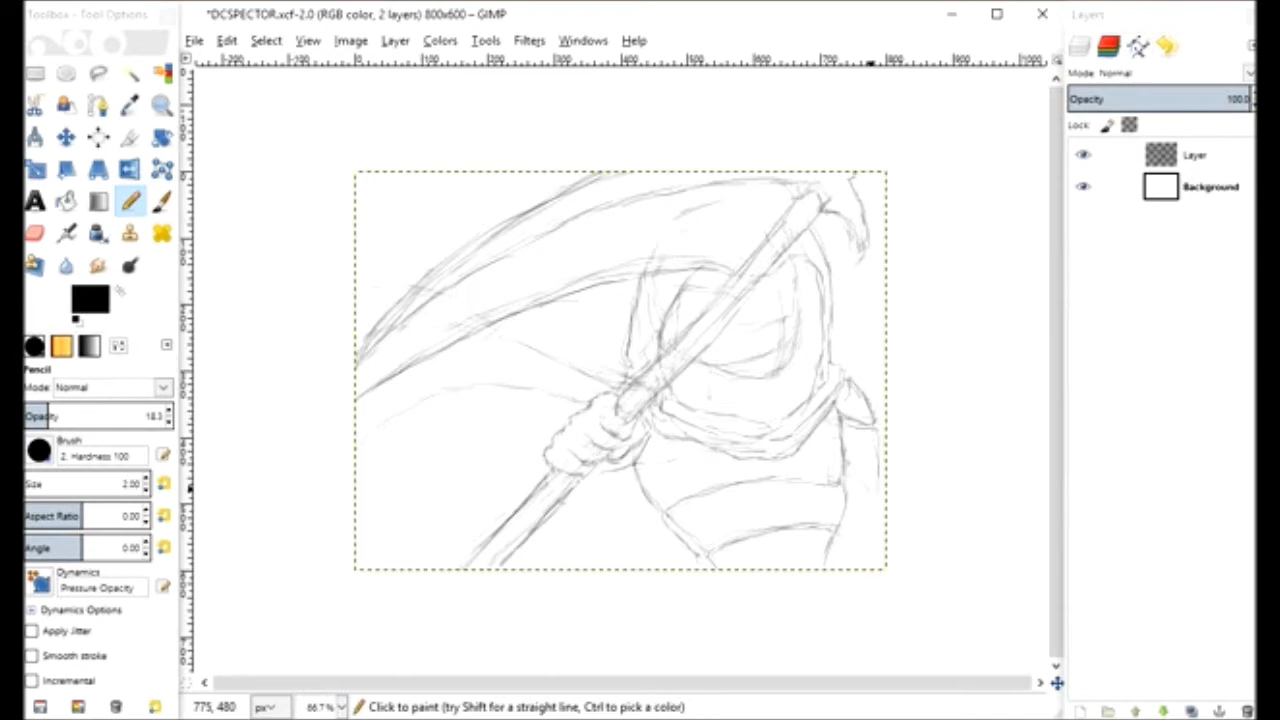 Toolbox - Tool Options
*DCSPECTOR.xcf-2.0 (RGB color, 2 layers) 800x600 – GIMP
Layers
File Edit Select View Image Layer Colors Tools Filters Windows Help
Mode: Normal
Opacity 100.0
Lock:
Layer
Background
Pencil
Mode: Normal
Opacity 18.3
Brush
2. Hardness 100
Size 2.00
Aspect Ratio 0.00
Angle 0.00
Dynamics
Pressure Opacity
Dynamics Options
Apply Jitter
Smooth stroke
Incremental
775, 480 px 66.7% Click to paint (try Shift for a straight line, Ctrl to pick a color)